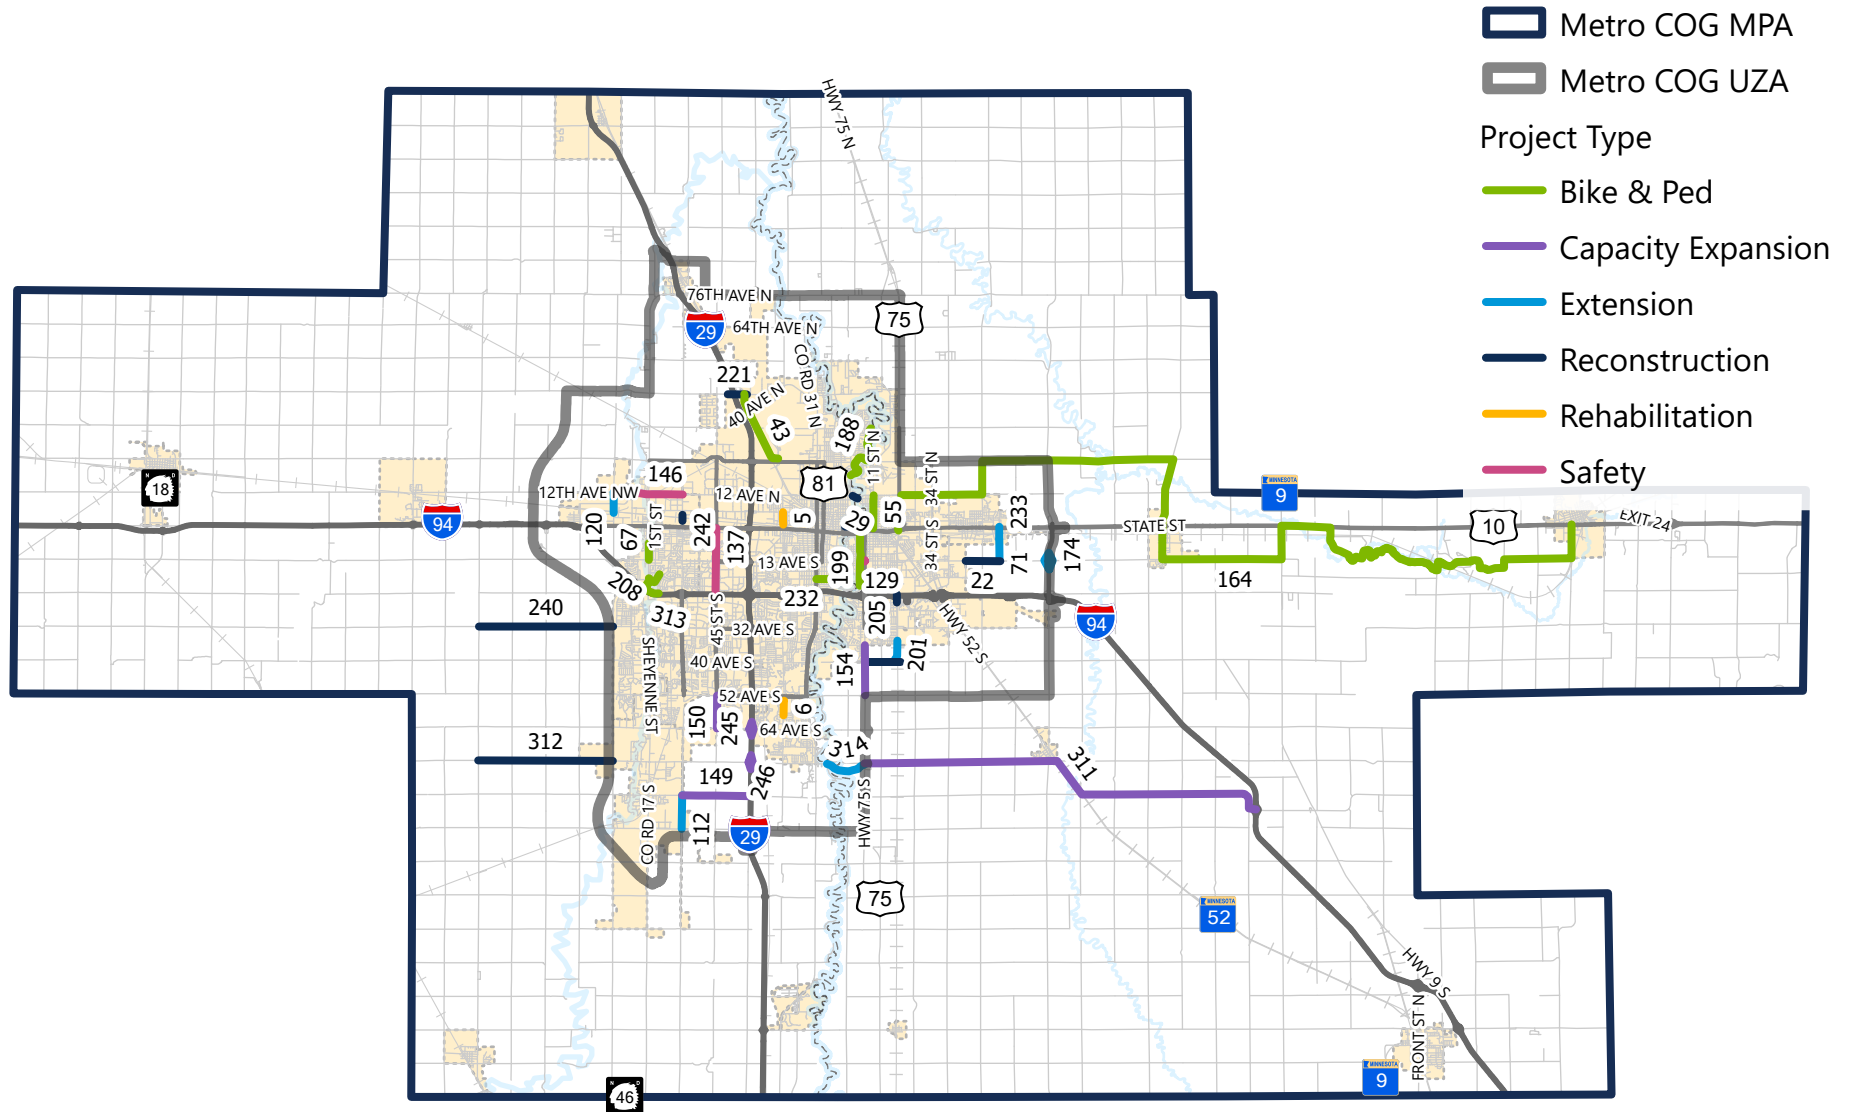 Metro COG MPA
Metro COG UZA
Project Type
Bike & Ped
Capacity Expansion
Extension
Reconstruction
Rehabilitation
Safety
HWY 75 N
76TH AVE N
64TH AVE N
29
75
CO RD 31 N
221
40 AVE N
43
188
11 ST N
34 ST N
146
12TH AVE NW
12 AVE N
81
MINNESOTA
9
N D
18
94
120
67
1ST ST
242
137
5
29
55
233
STATE ST
10
EXIT 24
13 AVE S
199
34 ST S
71
174
129
22
164
208
240
313
232
205
45 ST S
32 AVE S
HWY 52 S
94
SHEYENNE ST
40 AVE S
154
201
52 AVE S
150
245
6
64 AVE S
312
314
311
149
246
CO RD 17 S
112
29
HWY 75 S
75
MINNESOTA
52
HWY 9 S
FRONT ST N
MINNESOTA
9
N D
46